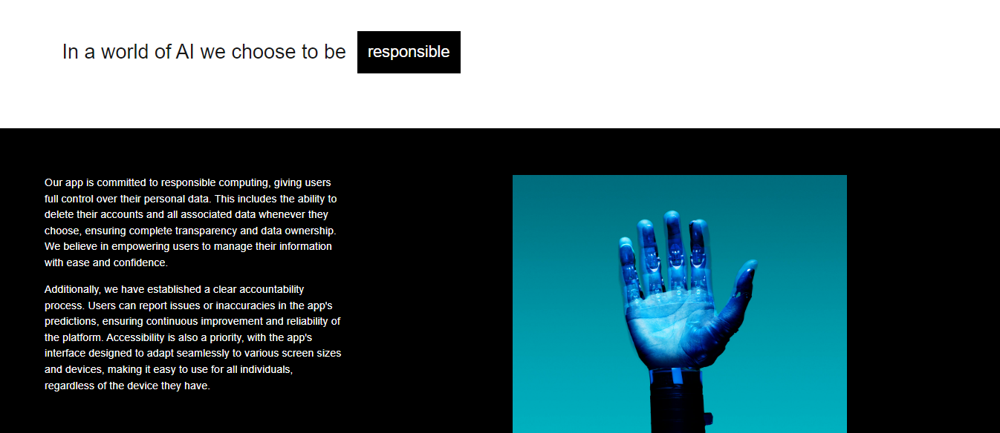 In a world of AI we choose to be responsible
Our app is committed to responsible computing, giving users
full control over their personal data. This includes the ability to
delete their accounts and all associated data whenever they
choose, ensuring complete transparency and data ownership.
We believe in empowering users to manage their information
with ease and confidence.
Additionally, we have established a clear accountability
process. Users can report issues or inaccuracies in the app's
predictions, ensuring continuous improvement and reliability of
the platform. Accessibility is also a priority, with the app's
interface designed to adapt seamlessly to various screen sizes
and devices, making it easy to use for all individuals,
regardless of the device they have.